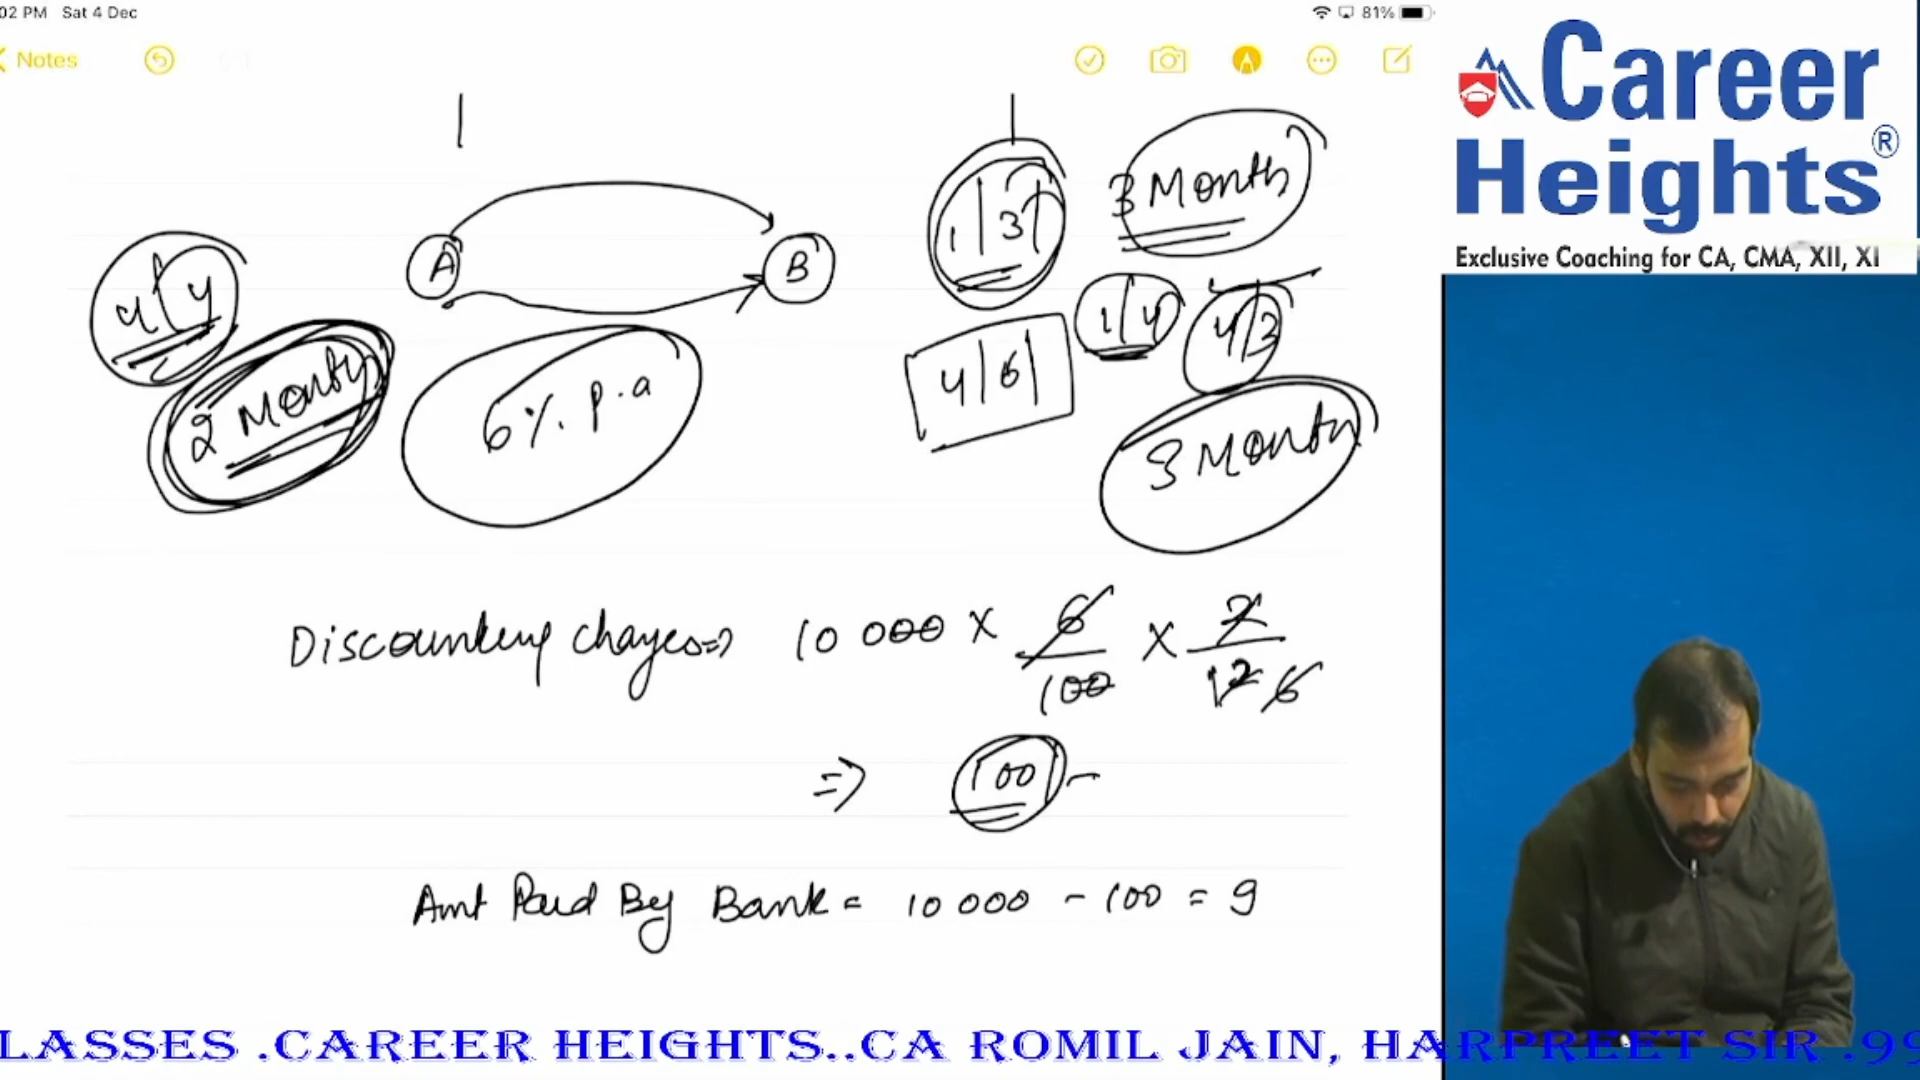 02 PM Sat 4 Dec
81%
Notes
Career
Heights®
Exclusive Coaching for CA, CMA, XII, XI
1|3| 3 Month
A B
4|4 1|4 4|3
2 Month 6%. p.a 4|6| 3 Month
Discounting charges => 10 000 X 6/100 X 2/12 6
=> 100
Amt Paid By Bank = 10 000 - 100 = 9
LASSES .CAREER HEIGHTS..CA ROMIL JAIN, HARPREET SIR .99